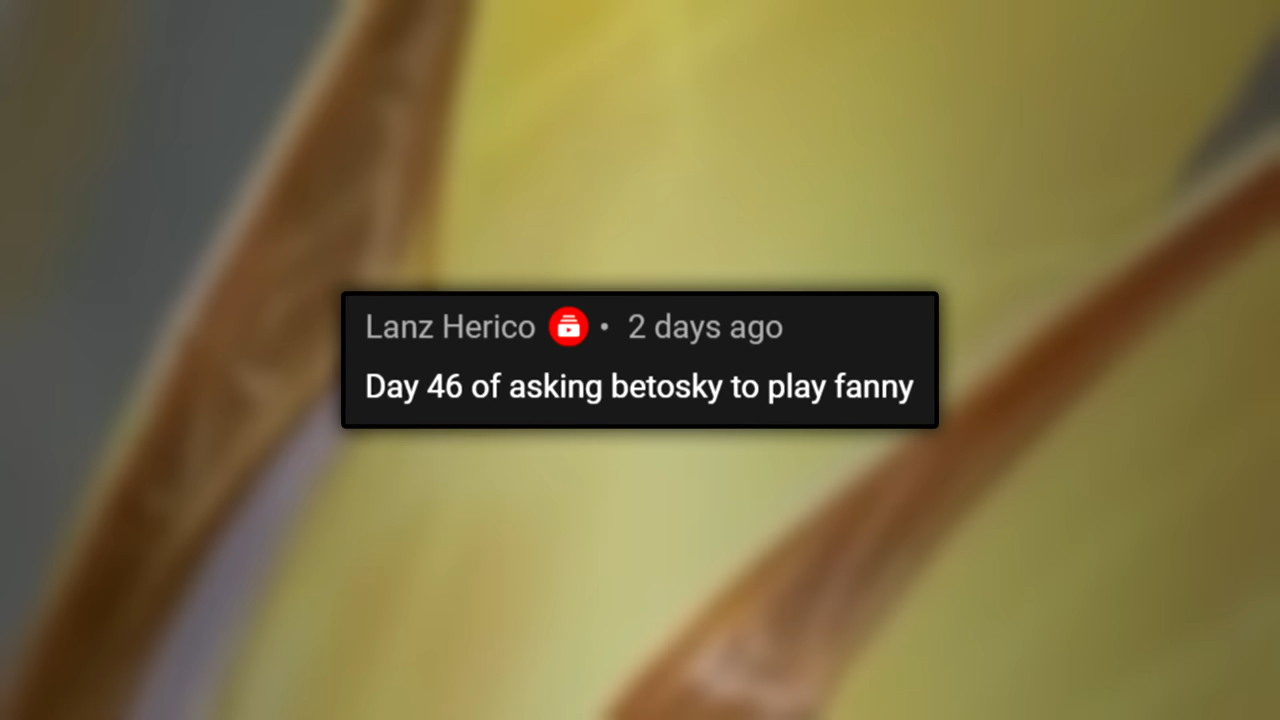 Lanz Herico • 2 days ago
Day 46 of asking betosky to play fanny